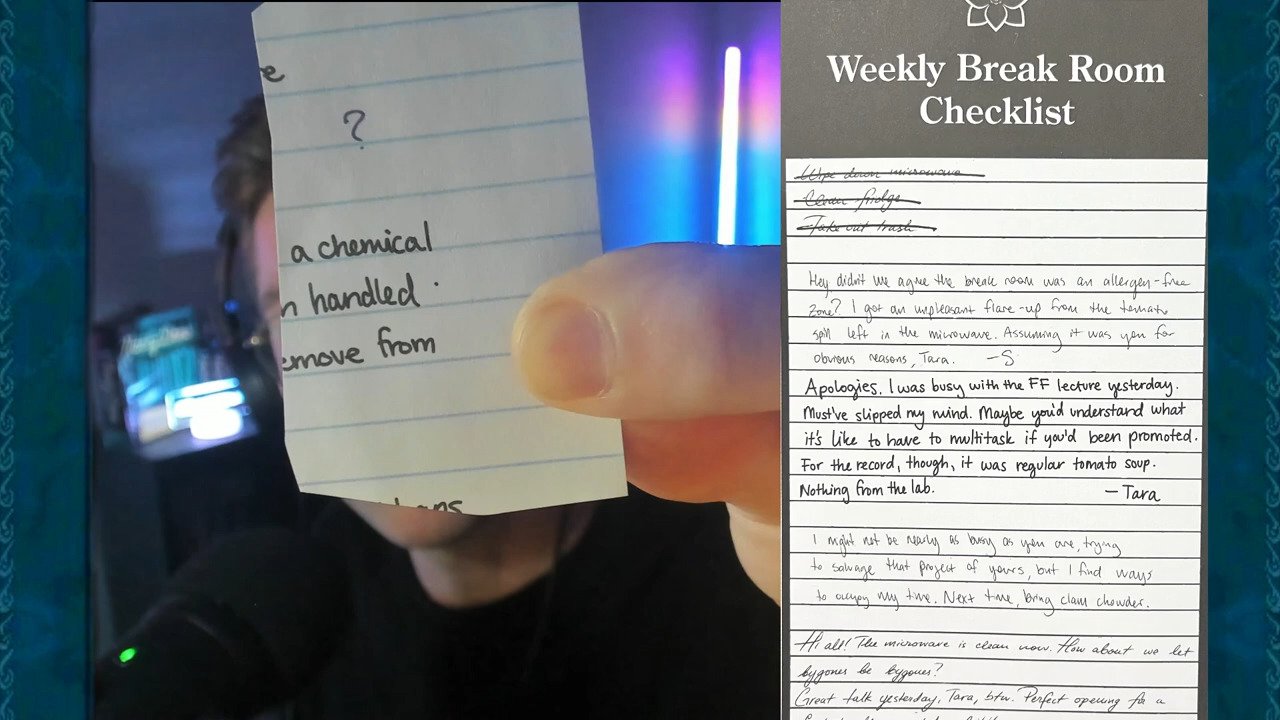 e
?
a chemical
n handled
emove from
Weekly Break Room
Checklist
Wipe down microwave
Clean fridge
Take out trash
Hey didn't we agree the break room was an allergen-free
zone? I got an unpleasant flare-up from the tomato
spill left in the microwave. Assuming it was you for
obvious reasons, Tara. -S
Apologies. I was busy with the FF lecture yesterday.
Must've slipped my mind. Maybe you'd understand what
it's like to have to multitask if you'd been promoted.
For the record, though, it was regular tomato soup.
Nothing from the lab. - Tara
I might not be nearly as busy as you are, trying
to salvage that project of yours, but I find ways
to occupy my time. Next time, bring clam chowder.
Hi all! The microwave is clean now. How about we let
bygones be bygones?
Great talk yesterday, Tara, btw. Perfect opening for a